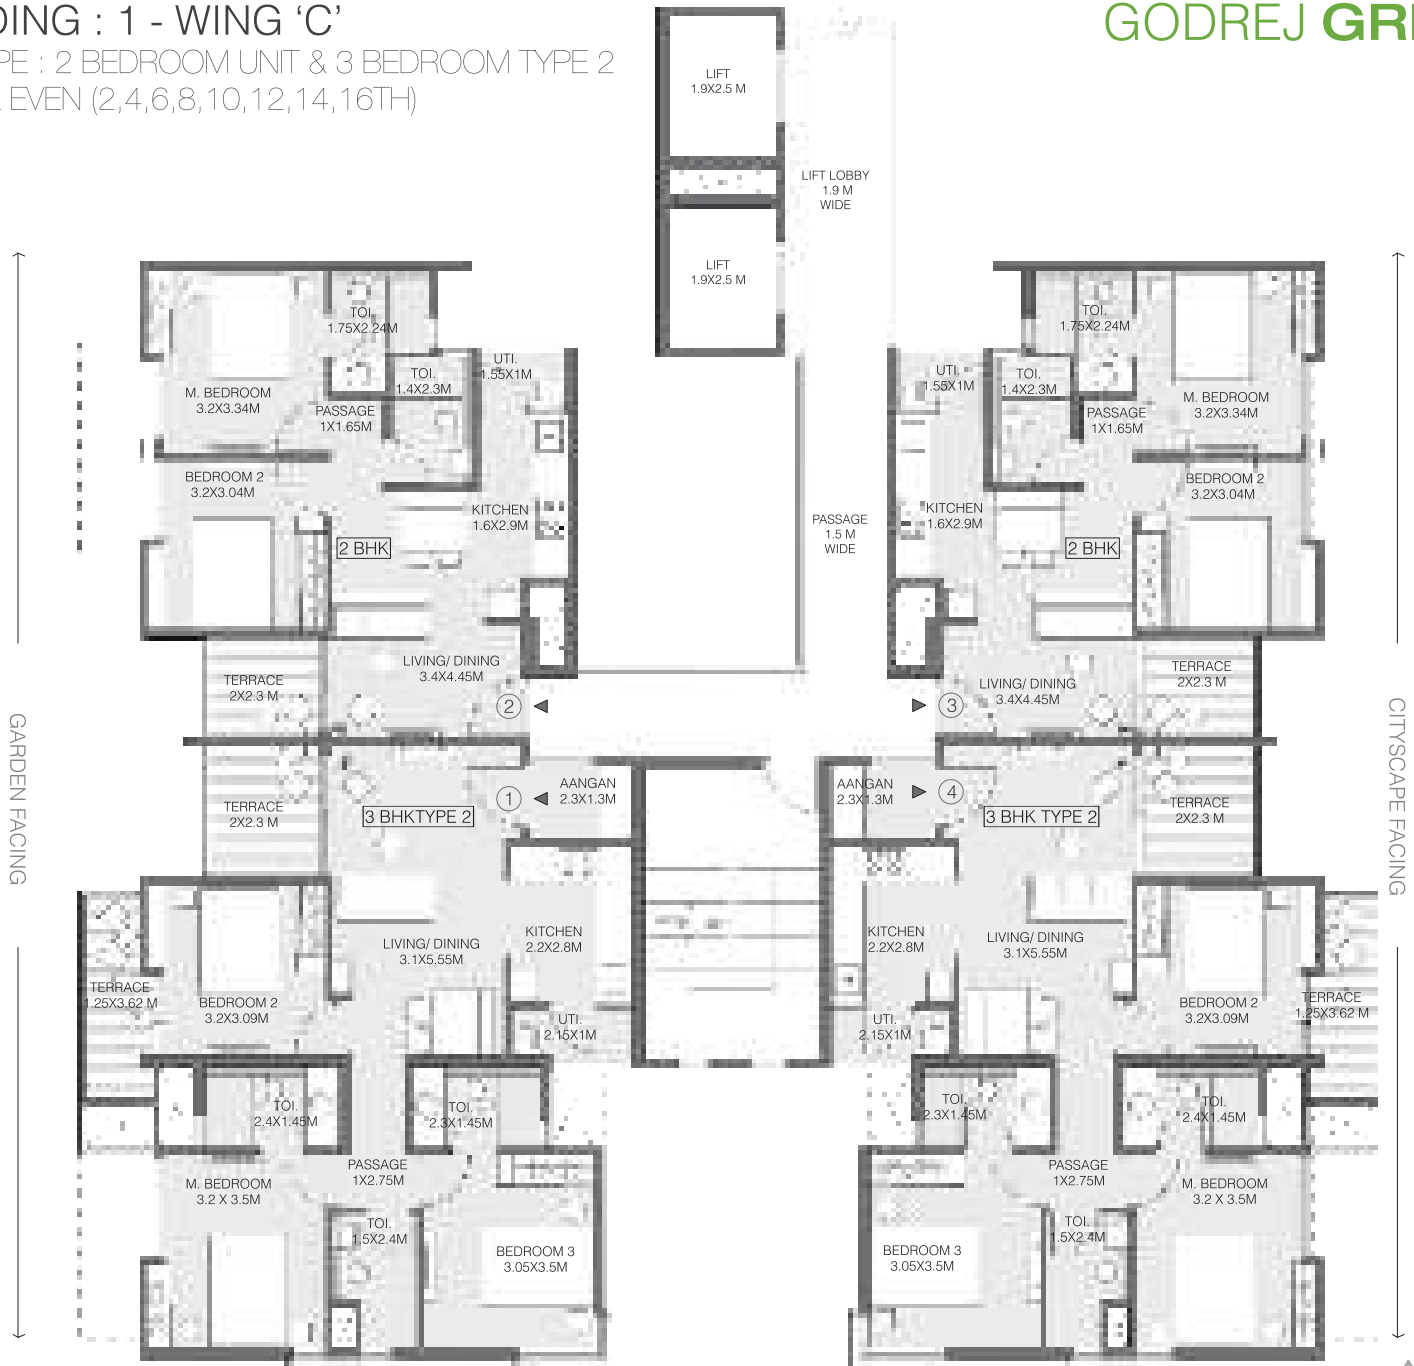 DING : 1 - WING ‘C’
PE : 2 BEDROOM UNIT & 3 BEDROOM TYPE 2
EVEN (2,4,6,8,10,12,14,16TH)
GODREJ GR
LIFT
1.9X2.5 M
LIFT LOBBY
1.9 M
WIDE
LIFT
1.9X2.5 M
TOI.
1.75X2.24M
UTI.
1.55X1M
TOI.
1.4X2.3M
M. BEDROOM
3.2X3.34M
PASSAGE
1X1.65M
BEDROOM 2
3.2X3.04M
KITCHEN
1.6X2.9M
2 BHK
LIVING/ DINING
3.4X4.45M
TERRACE
2X2.3 M
2
PASSAGE
1.5 M
WIDE
TOI.
1.75X2.24M
UTI.
1.55X1M
TOI.
1.4X2.3M
M. BEDROOM
3.2X3.34M
PASSAGE
1X1.65M
BEDROOM 2
3.2X3.04M
KITCHEN
1.6X2.9M
2 BHK
LIVING/ DINING
3.4X4.45M
TERRACE
2X2.3 M
3
GARDEN FACING
CITYSCAPE FACING
TERRACE
2X2.3 M
3 BHKTYPE 2
1
AANGAN
2.3X1.3M
KITCHEN
2.2X2.8M
LIVING/ DINING
3.1X5.55M
TERRACE
1.25X3.62 M
BEDROOM 2
3.2X3.09M
UTI.
2.15X1M
TOI.
2.4X1.45M
TOI.
2.3X1.45M
PASSAGE
1X2.75M
M. BEDROOM
3.2 X 3.5M
TOI.
1.5X2.4M
BEDROOM 3
3.05X3.5M
AANGAN
2.3X1.3M
4
3 BHK TYPE 2
TERRACE
2X2.3 M
KITCHEN
2.2X2.8M
LIVING/ DINING
3.1X5.55M
BEDROOM 2
3.2X3.09M
TERRACE
1.25X3.62 M
UTI.
2.15X1M
TOI.
2.3X1.45M
TOI.
2.4X1.45M
PASSAGE
1X2.75M
M. BEDROOM
3.2 X 3.5M
TOI.
1.5X2.4M
BEDROOM 3
3.05X3.5M